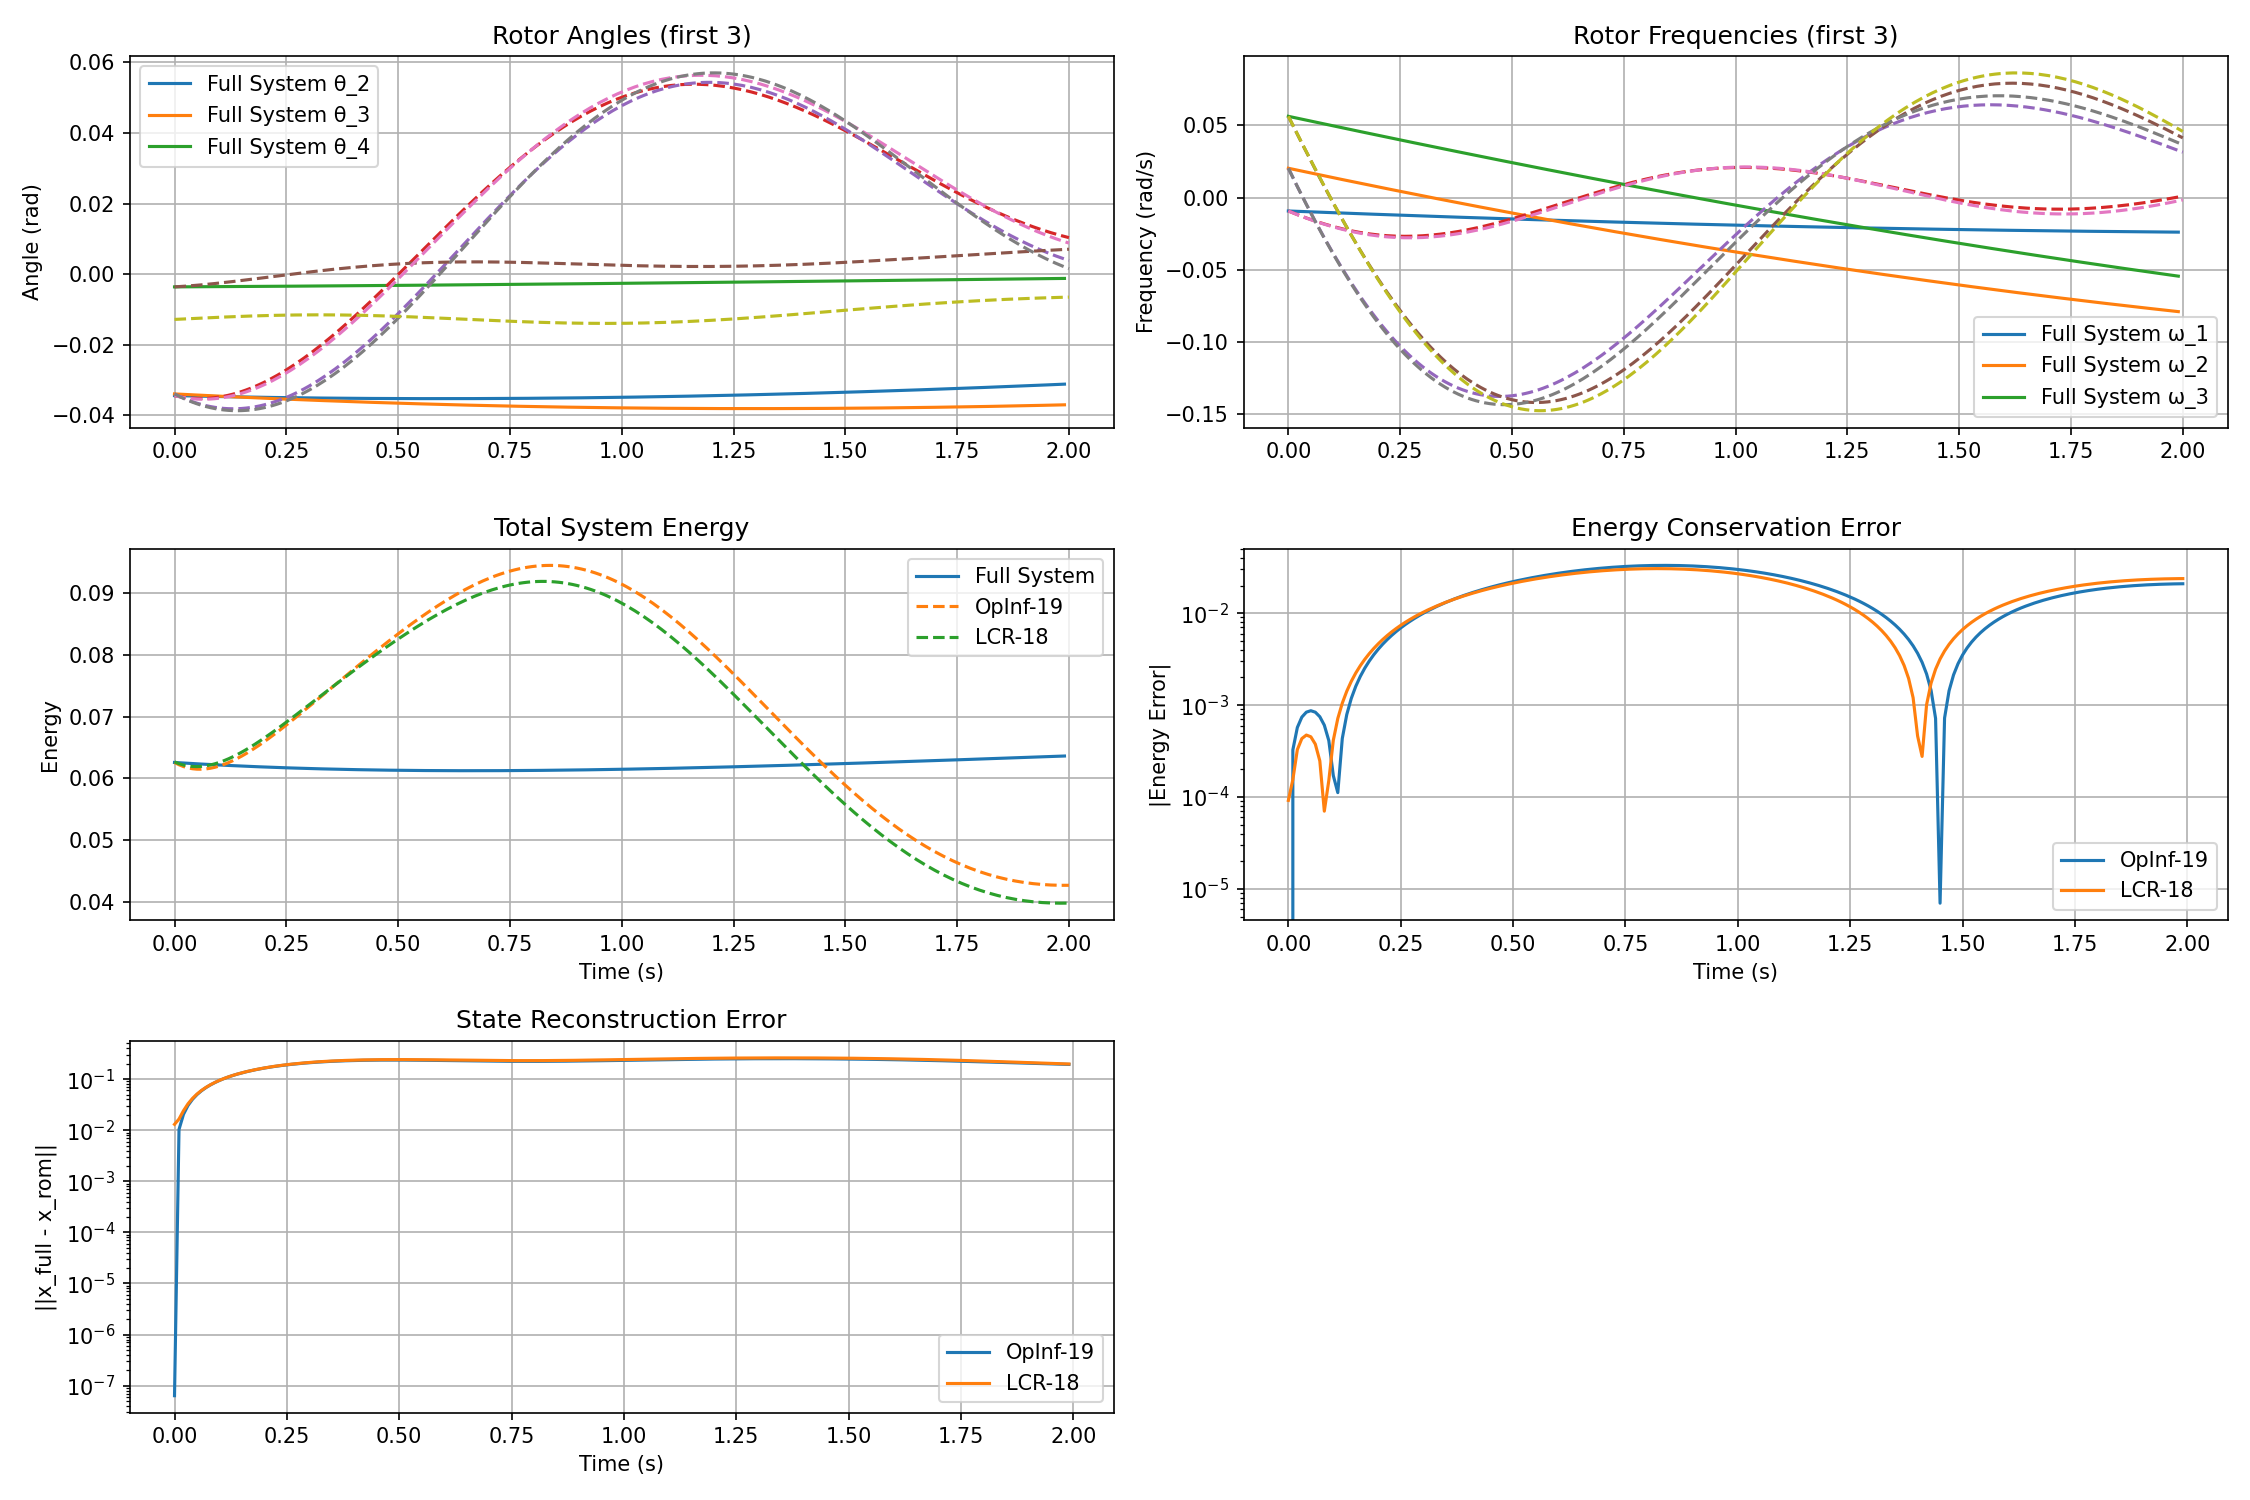 Rotor Angles (first 3)
Angle (rad)
0.06
0.04
0.02
0.00
−0.02
−0.04
Full System θ_2
Full System θ_3
Full System θ_4
0.00 0.25 0.50 0.75 1.00 1.25 1.50 1.75 2.00
Rotor Frequencies (first 3)
Frequency (rad/s)
0.05
0.00
−0.05
−0.10
−0.15
Full System ω_1
Full System ω_2
Full System ω_3
0.00 0.25 0.50 0.75 1.00 1.25 1.50 1.75 2.00
Total System Energy
Energy
0.09
0.08
0.07
0.06
0.05
0.04
Full System
OpInf-19
LCR-18
0.00 0.25 0.50 0.75 1.00 1.25 1.50 1.75 2.00
Time (s)
Energy Conservation Error
|Energy Error|
10⁻²
10⁻³
10⁻⁴
10⁻⁵
OpInf-19
LCR-18
0.00 0.25 0.50 0.75 1.00 1.25 1.50 1.75 2.00
Time (s)
State Reconstruction Error
||x_full - x_rom||
10⁻¹
10⁻²
10⁻³
10⁻⁴
10⁻⁵
10⁻⁶
10⁻⁷
OpInf-19
LCR-18
0.00 0.25 0.50 0.75 1.00 1.25 1.50 1.75 2.00
Time (s)